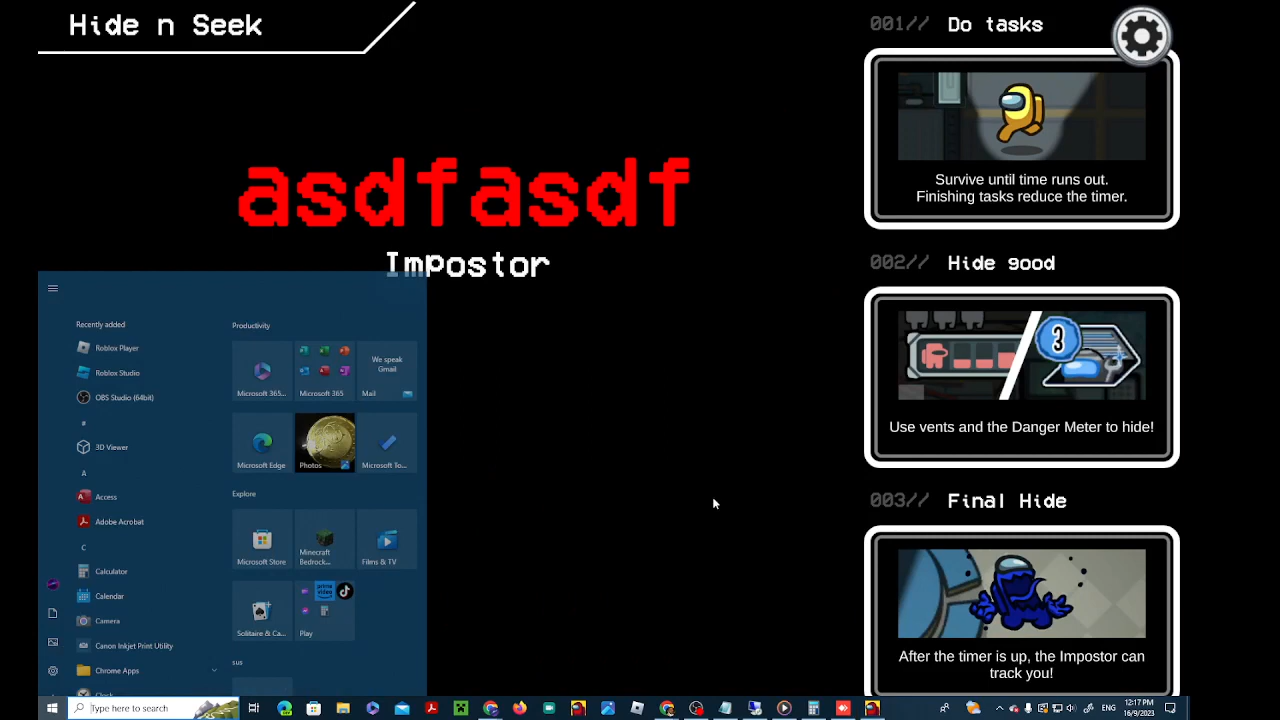 Hide n Seek
asdfasdf
Impostor
001// Do tasks
Survive until time runs out.
Finishing tasks reduce the timer.
002// Hide good
3
Use vents and the Danger Meter to hide!
003// Final Hide
After the timer is up, the Impostor can
track you!
Recently added
Roblox Player
Roblox Studio
OBS Studio (64bit)
#
3D Viewer
A
Access
Adobe Acrobat
C
Calculator
Calendar
Camera
Canon Inkjet Print Utility
Chrome Apps
Productivity
Microsoft 365...
Microsoft 365
We speak
Gmail
Mail
Microsoft Edge
Photos
Microsoft To...
Explore
Microsoft Store
Minecraft
Bedrock...
Films & TV
prime
video
Solitaire & Ca...
Play
sus
Type here to search
ENG
12:17 PM
16/9/2023